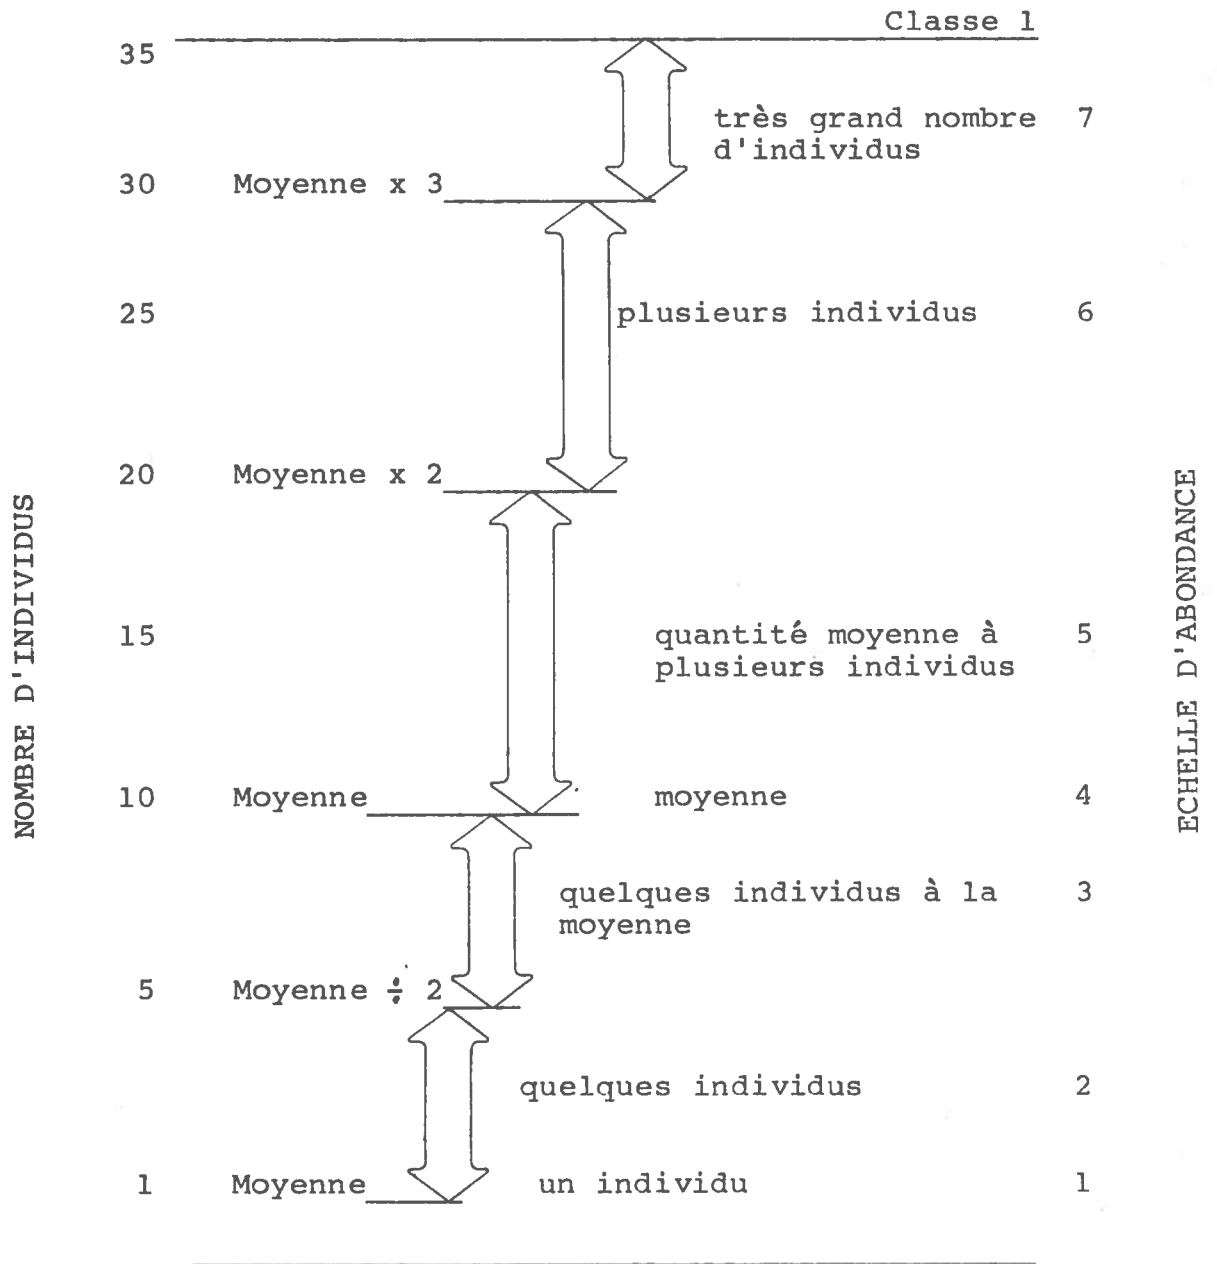 Classe 1
35
très grand nombre 7
d'individus
30 Moyenne x 3
25 plusieurs individus 6
20 Moyenne x 2
NOMBRE D'INDIVIDUS
ECHELLE D'ABONDANCE
15 quantité moyenne à 5
plusieurs individus
10 Moyenne moyenne 4
quelques individus à la 3
moyenne
5 Moyenne ÷ 2
quelques individus 2
1 Moyenne un individu 1